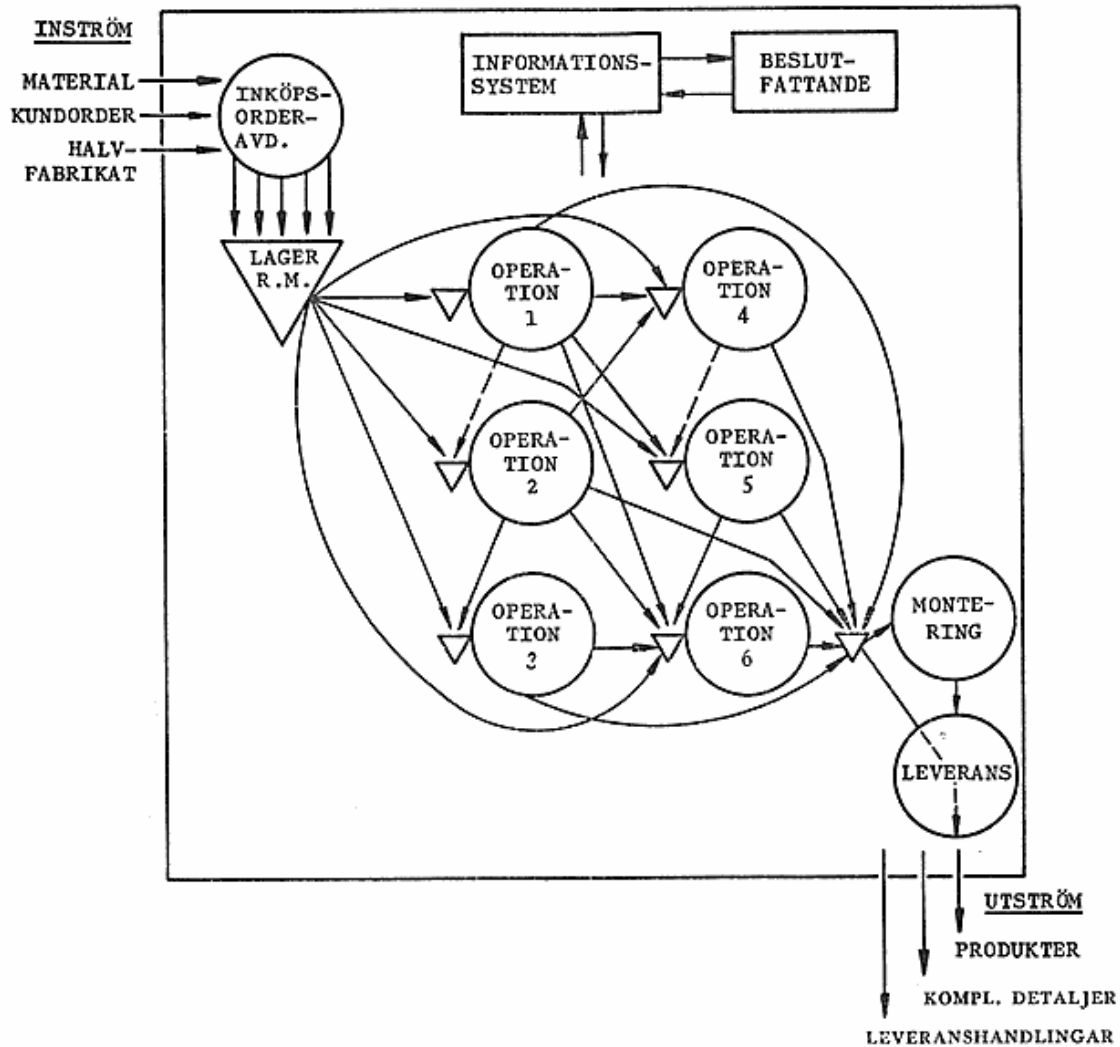 INSTRÖM
MATERIAL
KUNDORDER
HALV-
FABRIKAT
INKÖPS-
ORDER-
AVD.
INFORMATIONS-
SYSTEM
BESLUT-
FATTANDE
LAGER
R.M.
OPERA-
TION
1
OPERA-
TION
4
OPERA-
TION
2
OPERA-
TION
5
OPERA-
TION
3
OPERA-
TION
6
MONTE-
RING
LEVERANS
UTSTRÖM
PRODUKTER
KOMPL. DETALJER
LEVERANSHANDLINGAR